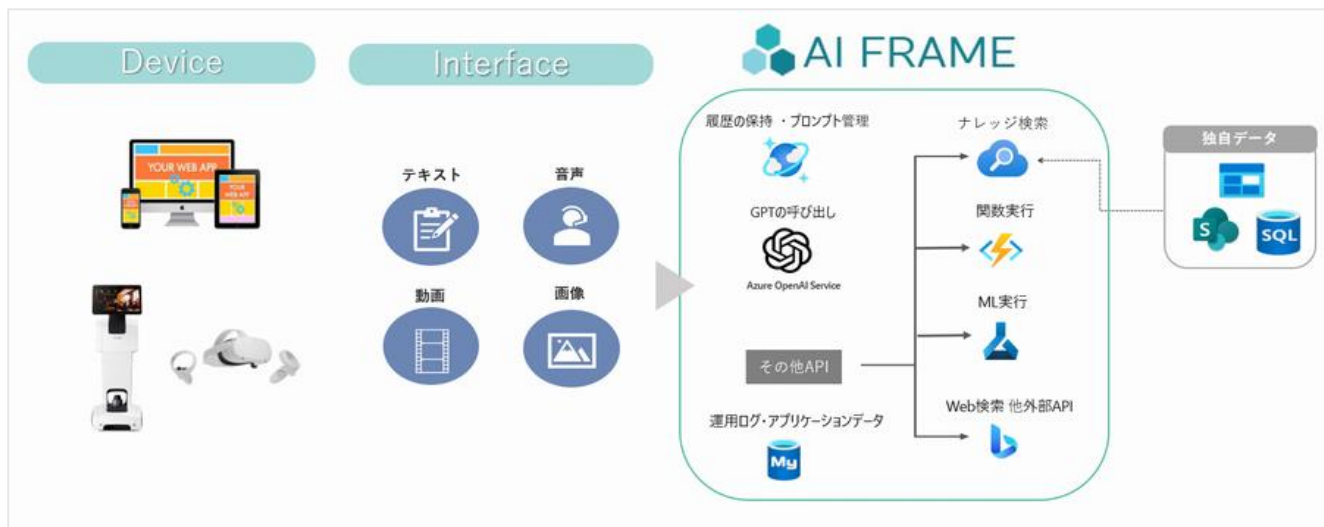 Device
Interface
AI FRAME
YOUR WEB APP
YOUR
WEB APP
テキスト
音声
動画
画像
履歴の保持 ・プロンプト管理
GPTの呼び出し
Azure OpenAI Service
その他API
運用ログ・アプリケーションデータ
My
ナレッジ検索
関数実行
ML実行
Web検索 他外部API
独自データ
S
SQL